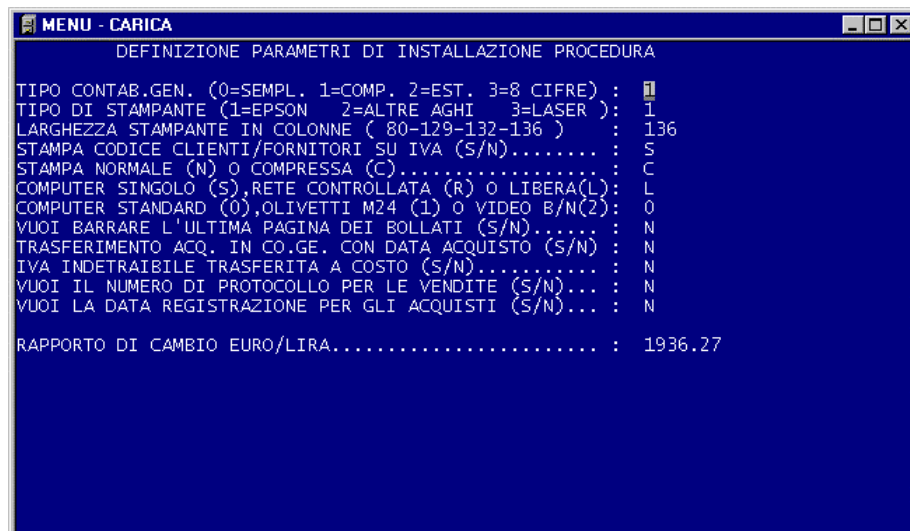 MENU - CARICA
DEFINIZIONE PARAMETRI DI INSTALLAZIONE PROCEDURA
TIPO CONTAB.GEN. (0=SEMPL. 1=COMP. 2=EST. 3=8 CIFRE) : 1
TIPO DI STAMPANTE (1=EPSON 2=ALTRE AGHI 3=LASER ): 1
LARGHEZZA STAMPANTE IN COLONNE ( 80-129-132-136 ) : 136
STAMPA CODICE CLIENTI/FORNITORI SU IVA (S/N)........ : S
STAMPA NORMALE (N) O COMPRESSA (C).................. : C
COMPUTER SINGOLO (S),RETE CONTROLLATA (R) O LIBERA(L): L
COMPUTER STANDARD (0),OLIVETTI M24 (1) O VIDEO B/N(2): 0
VUOI BARRARE L'ULTIMA PAGINA DEI BOLLATI (S/N)...... : N
TRASFERIMENTO ACQ. IN CO.GE. CON DATA ACQUISTO (S/N) : N
IVA INDETRAIBILE TRASFERITA A COSTO (S/N)........... : N
VUOI IL NUMERO DI PROTOCOLLO PER LE VENDITE (S/N)... : N
VUOI LA DATA REGISTRAZIONE PER GLI ACQUISTI (S/N)... : N
RAPPORTO DI CAMBIO EURO/LIRA........................ : 1936.27